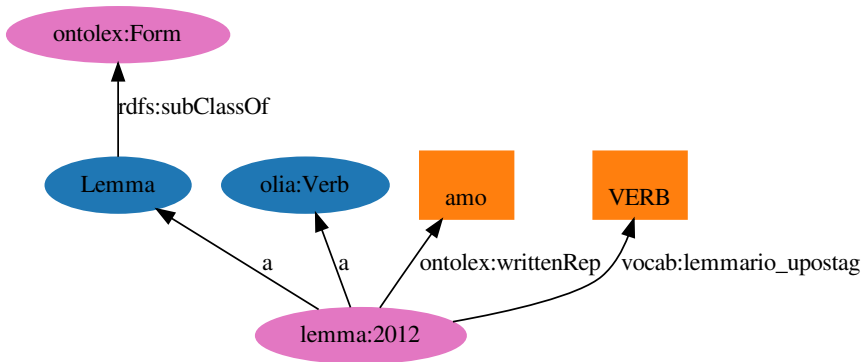 ontolex:Form
rdfs:subClassOf
Lemma
olia:Verb
amo
VERB
a
a
ontolex:writtenRep
vocab:lemmario_upostag
lemma:2012